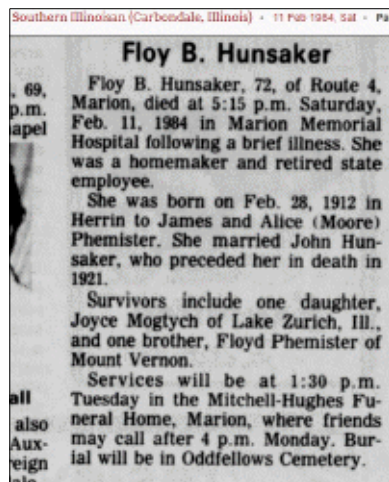 Southern Illinoisan (Carbondale, Illinois) · 11 Feb 1984, Sat · Pa
Floy B. Hunsaker
Floy B. Hunsaker, 72, of Route 4,
Marion, died at 5:15 p.m. Saturday,
Feb. 11, 1984 in Marion Memorial
Hospital following a brief illness. She
was a homemaker and retired state
employee.
She was born on Feb. 28, 1912 in
Herrin to James and Alice (Moore)
Phemister. She married John Hun-
saker, who preceded her in death in
1921.
Survivors include one daughter,
Joyce Mogtych of Lake Zurich, Ill.,
and one brother, Floyd Phemister of
Mount Vernon.
Services will be at 1:30 p.m.
Tuesday in the Mitchell-Hughes Fu-
neral Home, Marion, where friends
may call after 4 p.m. Monday. Bur-
ial will be in Oddfellows Cemetery.
, 69,
p.m.
apel
all
also
Aux-
eign